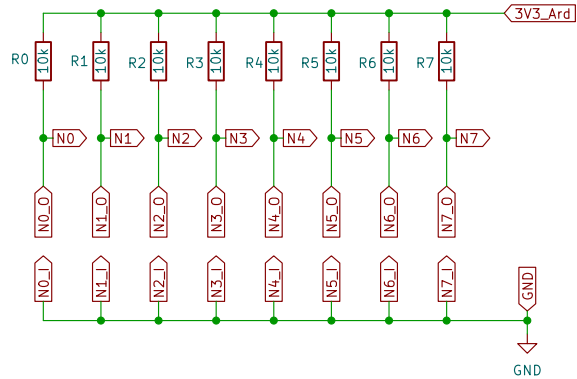 3V3_Ard
R0 10k R1 10k R2 10k R3 10k R4 10k R5 10k R6 10k R7 10k
N0 N1 N2 N3 N4 N5 N6 N7
N0_O N1_O N2_O N3_O N4_O N5_O N6_O N7_O
N0_I N1_I N2_I N3_I N4_I N5_I N6_I N7_I GND
GND